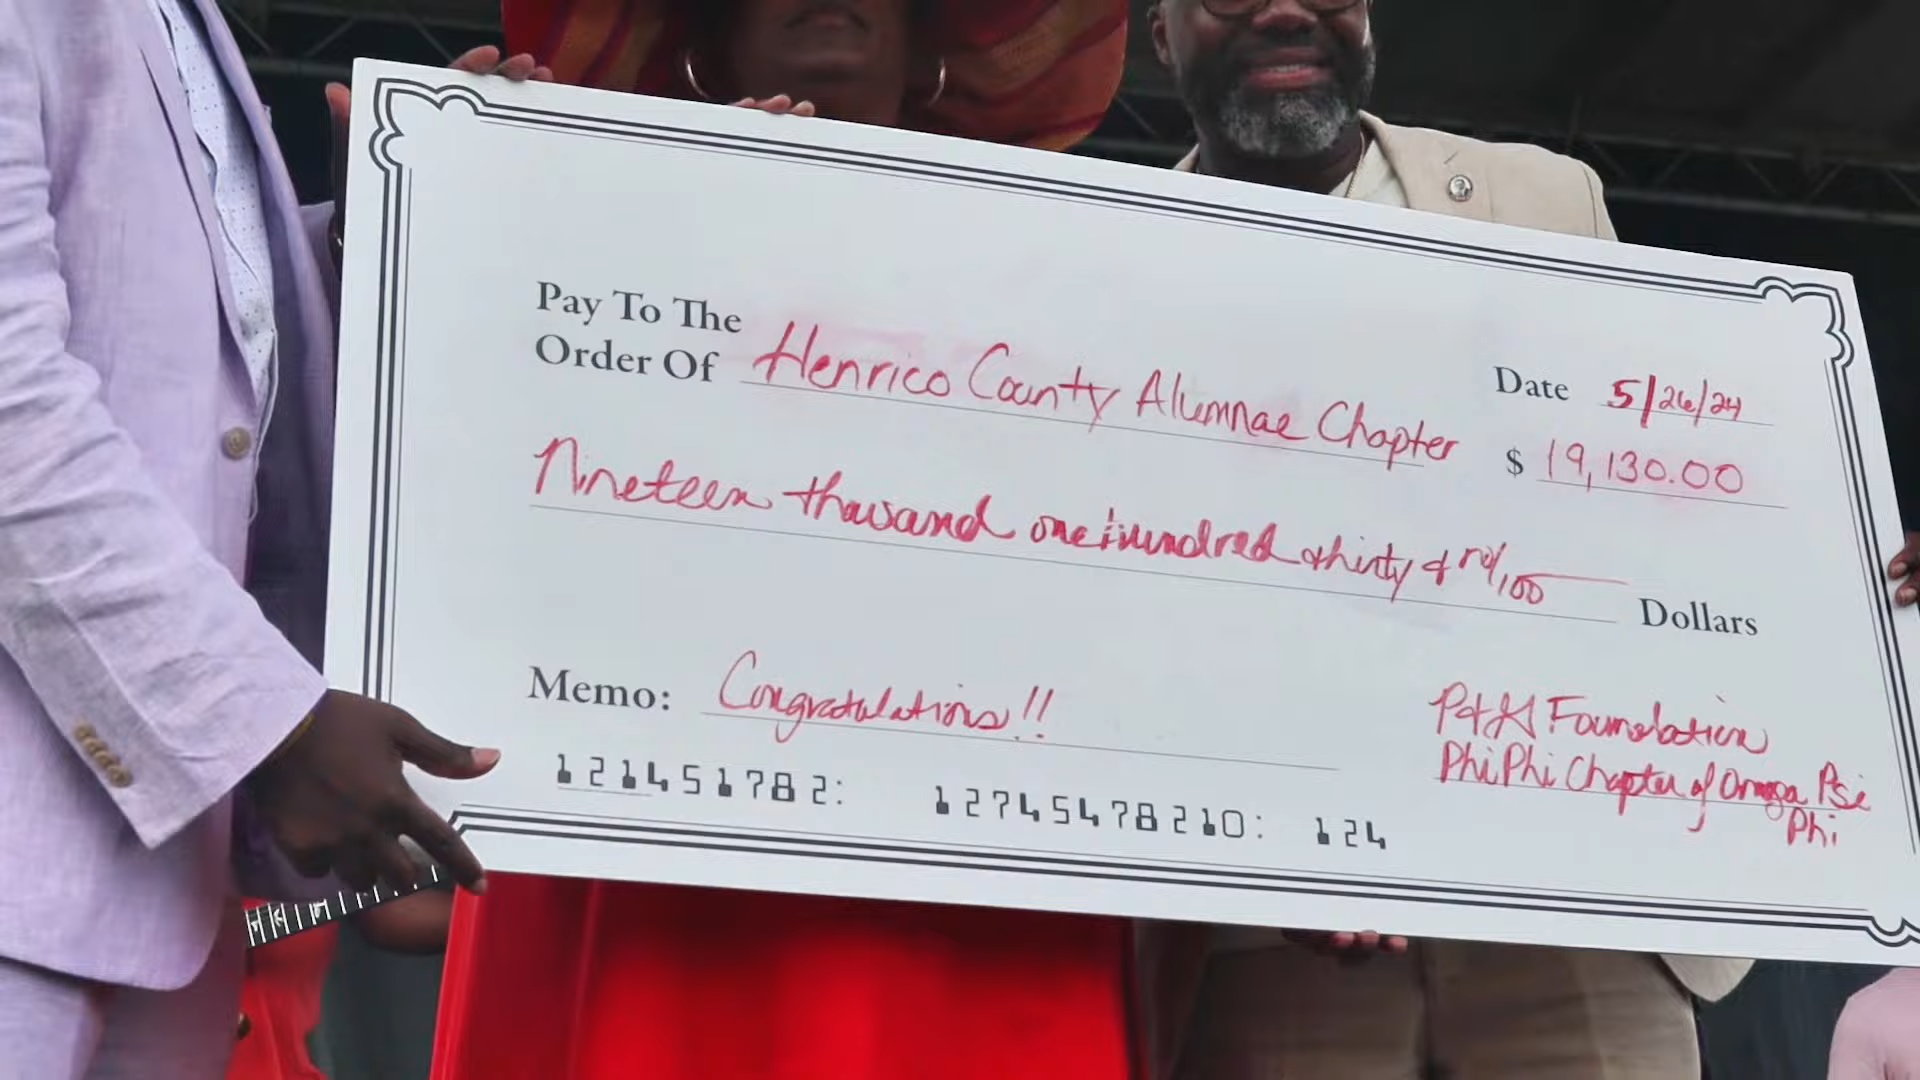 Pay To The
Order Of Henrico County Alumnae Chapter
Date 5/26/24
$ 19,130.00
Nineteen thousand one hundred thirty & no/100 Dollars
Memo: Congratulations!!
Foundation
Phi Phi Chapter of Omega Psi
Phi
121451782: 12745478210: 124